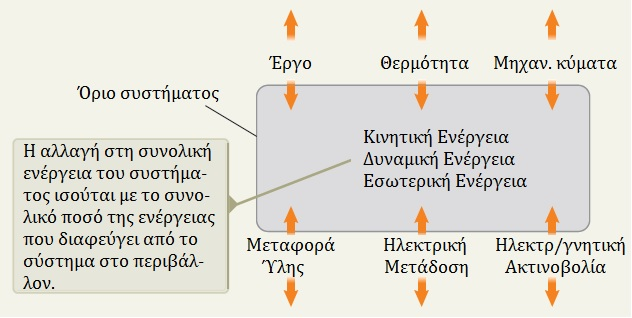 Έργο
Θερμότητα
Μηχαν. κύματα
Όριο συστήματος
Κινητική Ενέργεια
Δυναμική Ενέργεια
Εσωτερική Ενέργεια
Η αλλαγή στη συνολική
ενέργεια του συστήμα-
τος ισούται με το συνο-
λικό ποσό της ενέργειας
που διαφεύγει από το
σύστημα στο περιβάλ-
λον.
Μεταφορά
Ύλης
Ηλεκτρική
Μετάδοση
Ηλεκτρ/γνητική
Ακτινοβολία